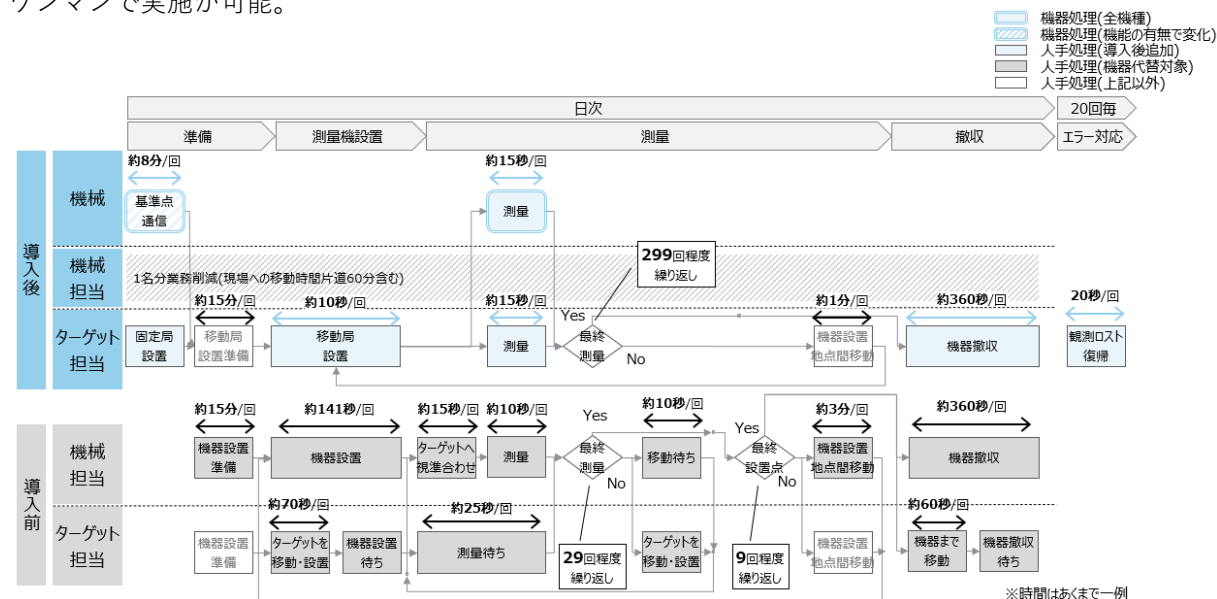 ワンマンで実施が可能。
機器処理(全機種)
機器処理(機能の有無で変化)
人手処理(導入後追加)
人手処理(機器代替対象)
人手処理(上記以外)
日次
20回毎
準備
測量機設置
測量
撤収
エラー対応
導入後
機械
約8分/回
基準点
通信
約15秒/回
測量
機械
担当
1名分業務削減(現場への移動時間片道60分含む)
299回程度
繰り返し
ターゲット
担当
固定局
設置
約15分/回
移動局
設置準備
約10秒/回
移動局
設置
約15秒/回
測量
Yes
最終
測量
No
約1分/回
機器設置
地点間移動
約360秒/回
機器撤収
20秒/回
観測ロスト
復帰
導入前
機械
担当
約15分/回
機器設置
準備
約141秒/回
機器設置
約15秒/回
ターゲットへ
視準合わせ
約10秒/回
測量
Yes
最終
測量
No
約10秒/回
移動待ち
Yes
最終
設置点
No
約3分/回
機器設置
地点間移動
約360秒/回
機器撤収
ターゲット
担当
機器設置
準備
約70秒/回
ターゲットを
移動・設置
機器設置
待ち
約25秒/回
測量待ち
29回程度
繰り返し
ターゲットを
移動・設置
9回程度
繰り返し
機器設置
地点間移動
約60秒/回
機器まで
移動
機器撤収
待ち
※時間はあくまで一例